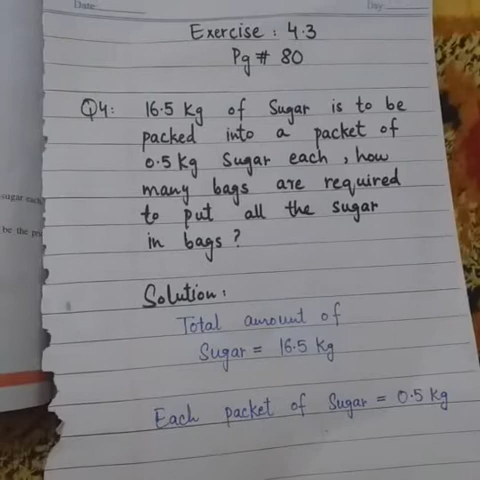 Date:
Day:
Exercise : 4.3
Pg # 80
Q4: 16.5 Kg of Sugar is to be
packed into a packet of
0.5 Kg Sugar each, how
many bags are required
to put all the sugar
in bags?
sugar each
be the
Solution:
Total amount of
Sugar = 16.5 Kg
Each packet of Sugar = 0.5 Kg